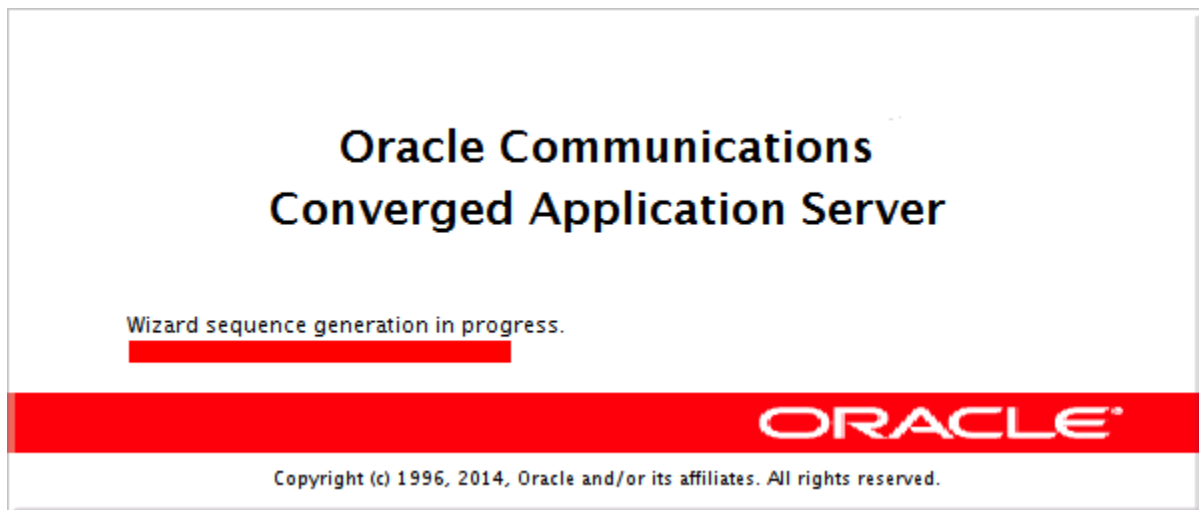 Oracle Communications
Converged Application Server
Wizard sequence generation in progress.
ORACLE®
Copyright (c) 1996, 2014, Oracle and/or its affiliates. All rights reserved.